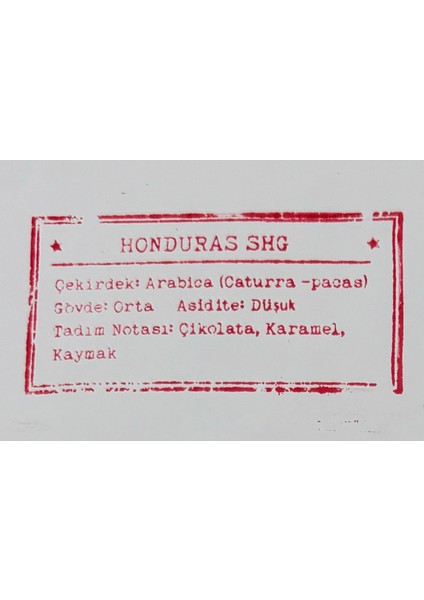 ★ HONDURAS SHG ★
Çekirdek: Arabica (Caturra -pacas)
Gövde: Orta Asidite: Düşuk
Tadım Notası: Çikolata, Karamel,
Kaymak